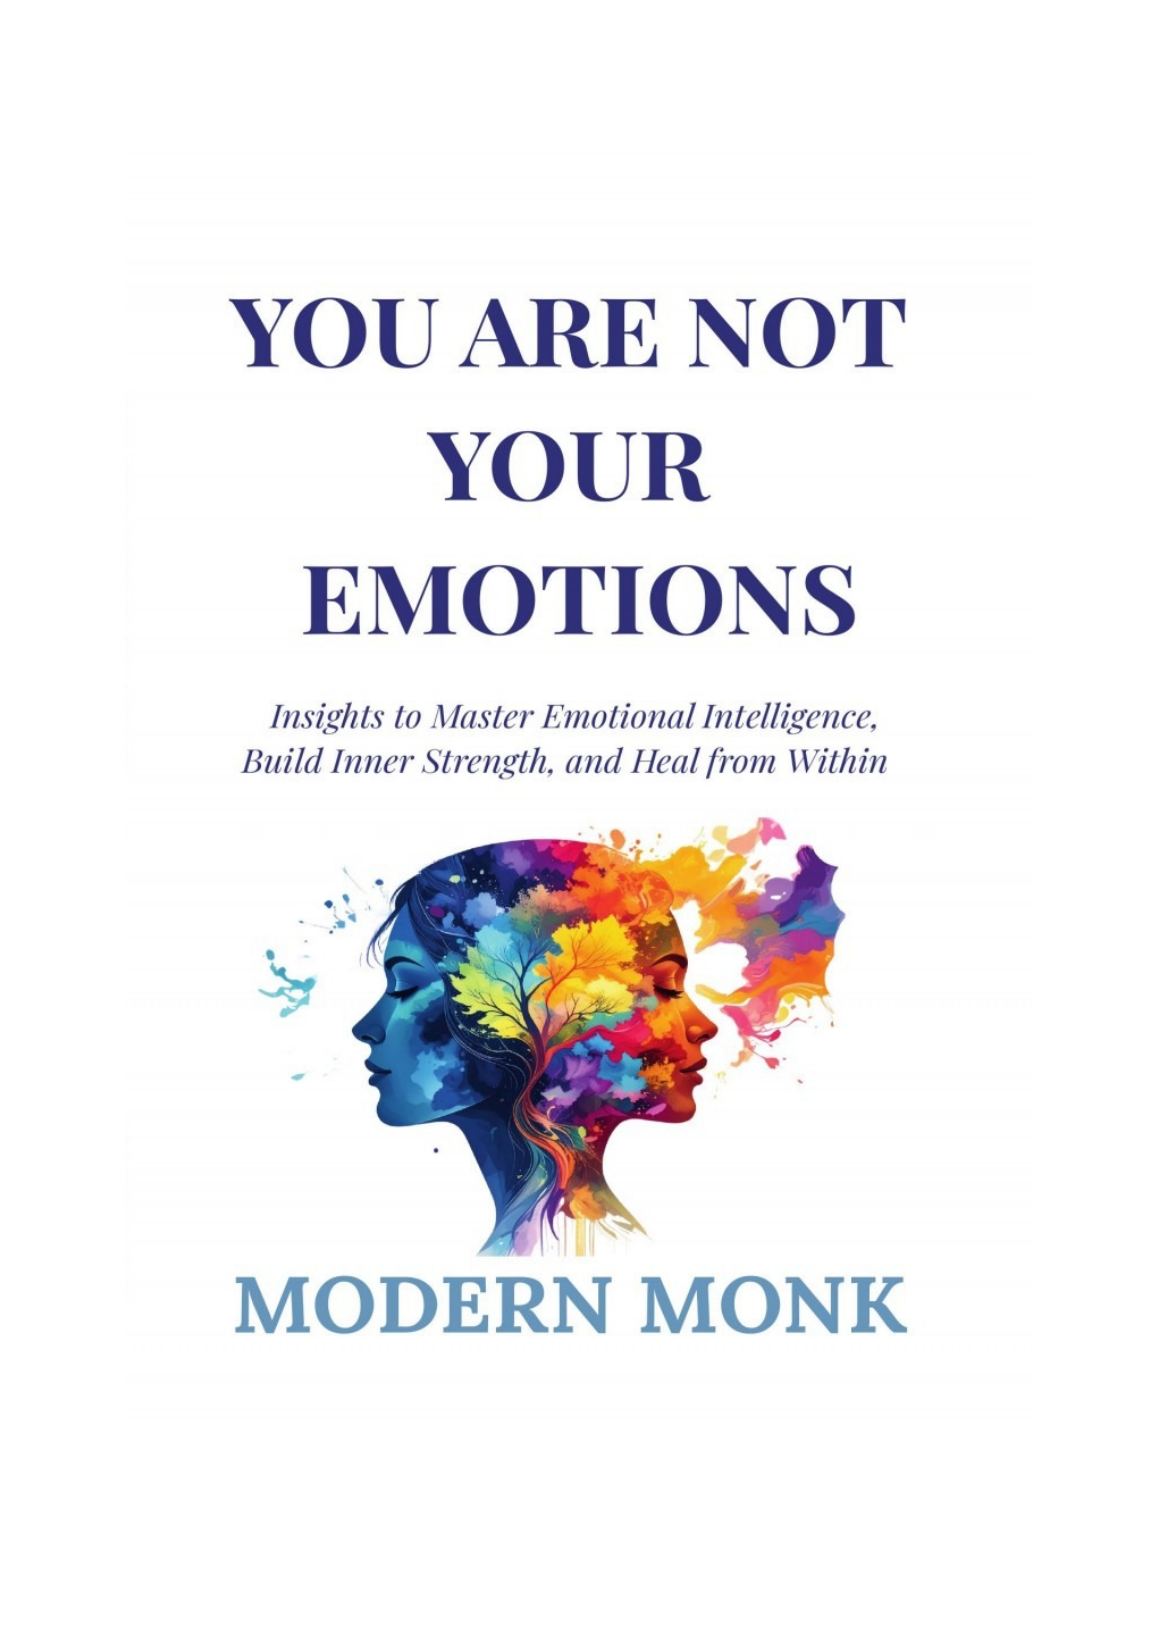 YOU ARE NOT
YOUR
EMOTIONS
Insights to Master Emotional Intelligence,
Build Inner Strength, and Heal from Within
MODERN MONK